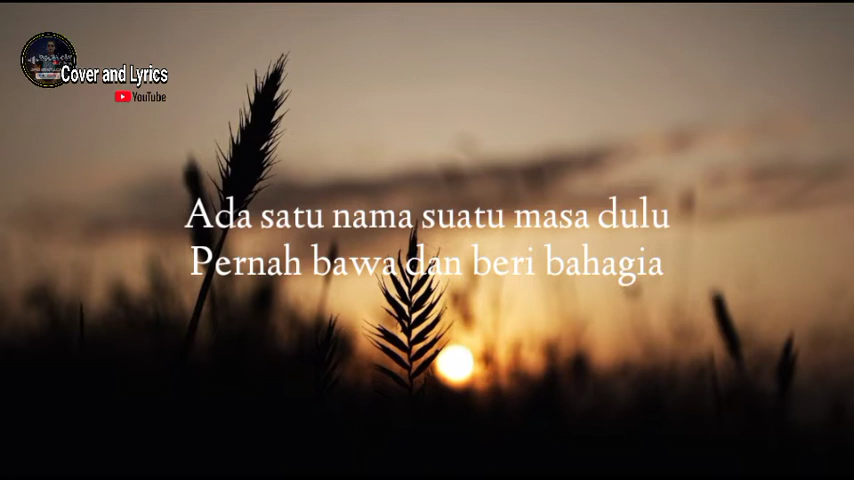 Cover and Lyrics
YouTube
Ada satu nama suatu masa dulu
Pernah bawa dan beri bahagia